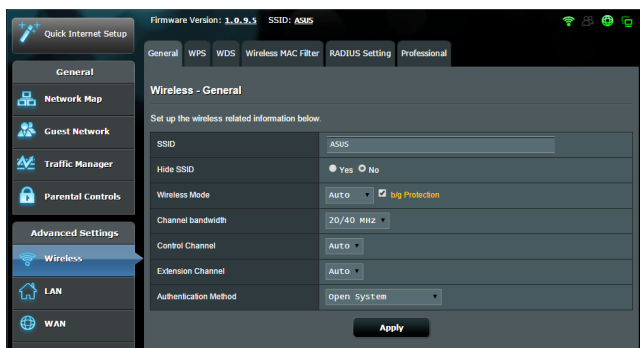 Quick Internet Setup
General
Network Map
Guest Network
Traffic Manager
Parental Controls
Advanced Settings
Wireless
LAN
WAN
Firmware Version: 1.0.9.5 SSID: ASUS
General WPS WDS Wireless MAC Filter RADIUS Setting Professional
Wireless - General
Set up the wireless related information below.
SSID ASUS
Hide SSID Yes No
Wireless Mode Auto b/g Protection
Channel bandwidth 20/40 MHz
Control Channel Auto
Extension Channel Auto
Authentication Method Open System
Apply